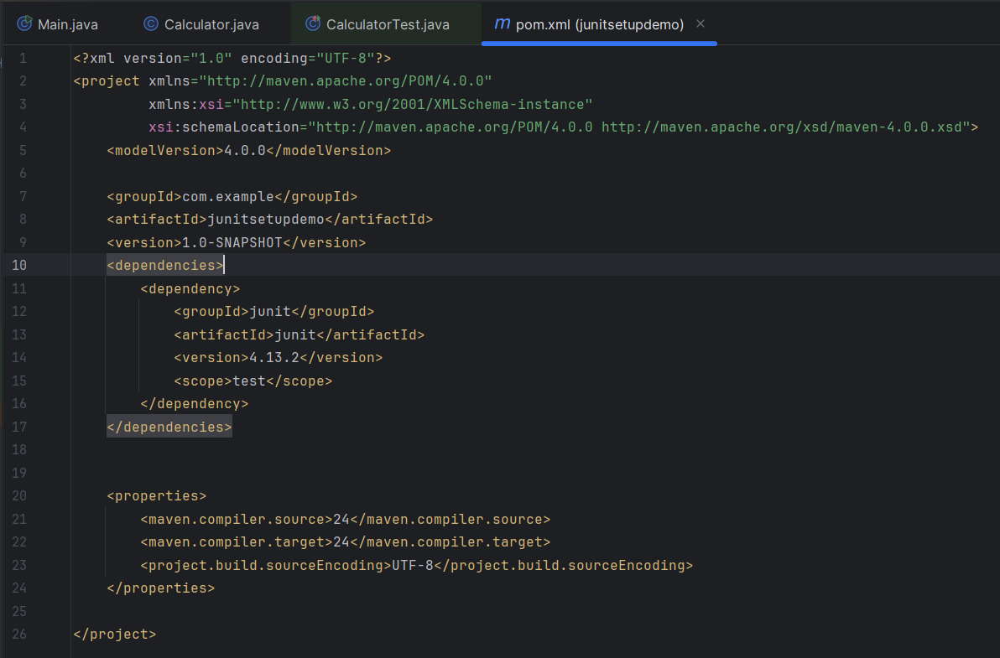 Main.java Calculator.java CalculatorTest.java m pom.xml (junitsetupdemo)
1 <?xml version="1.0" encoding="UTF-8"?>
2 <project xmlns="http://maven.apache.org/POM/4.0.0"
3          xmlns:xsi="http://www.w3.org/2001/XMLSchema-instance"
4          xsi:schemaLocation="http://maven.apache.org/POM/4.0.0 http://maven.apache.org/xsd/maven-4.0.0.xsd">
5     <modelVersion>4.0.0</modelVersion>
6
7     <groupId>com.example</groupId>
8     <artifactId>junitsetupdemo</artifactId>
9     <version>1.0-SNAPSHOT</version>
10     <dependencies>
11         <dependency>
12             <groupId>junit</groupId>
13             <artifactId>junit</artifactId>
14             <version>4.13.2</version>
15             <scope>test</scope>
16         </dependency>
17     </dependencies>
18
19
20     <properties>
21         <maven.compiler.source>24</maven.compiler.source>
22         <maven.compiler.target>24</maven.compiler.target>
23         <project.build.sourceEncoding>UTF-8</project.build.sourceEncoding>
24     </properties>
25
26 </project>